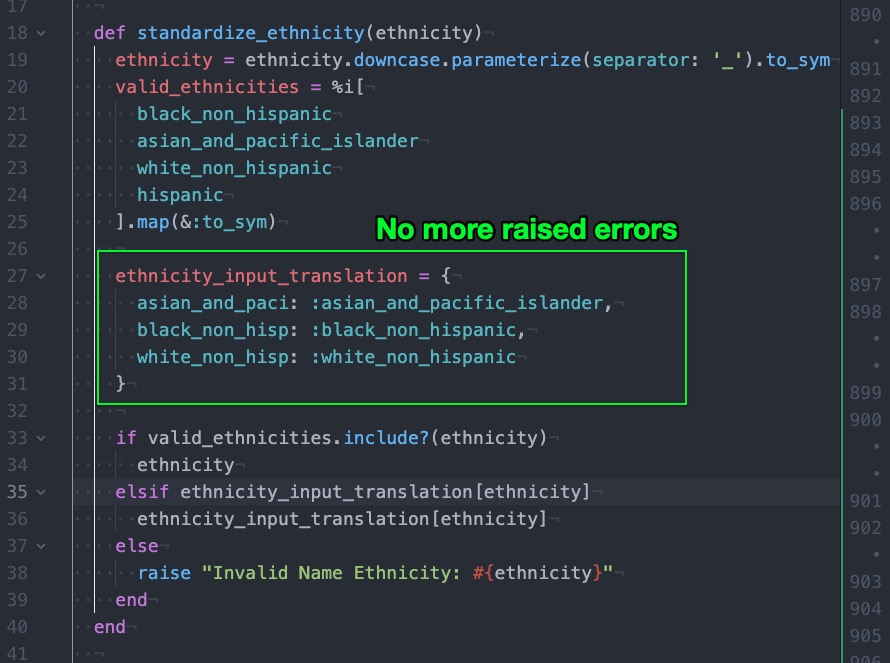 17
18 def standardize_ethnicity(ethnicity)
19 ethnicity = ethnicity.downcase.parameterize(separator: '_').to_sym
20 valid_ethnicities = %i[
21 black_non_hispanic
22 asian_and_pacific_islander
23 white_non_hispanic
24 hispanic
25 ].map(&:to_sym)
No more raised errors
26
27 ethnicity_input_translation = {
28 asian_and_paci: :asian_and_pacific_islander,
29 black_non_hisp: :black_non_hispanic,
30 white_non_hisp: :white_non_hispanic
31 }
32
33 if valid_ethnicities.include?(ethnicity)
34 ethnicity
35 elsif ethnicity_input_translation[ethnicity]
36 ethnicity_input_translation[ethnicity]
37 else
38 raise "Invalid Name Ethnicity: #{ethnicity}"
39 end
40 end
41
890
891
892
893
894
895
896
897
898
899
900
901
902
903
904
905
906